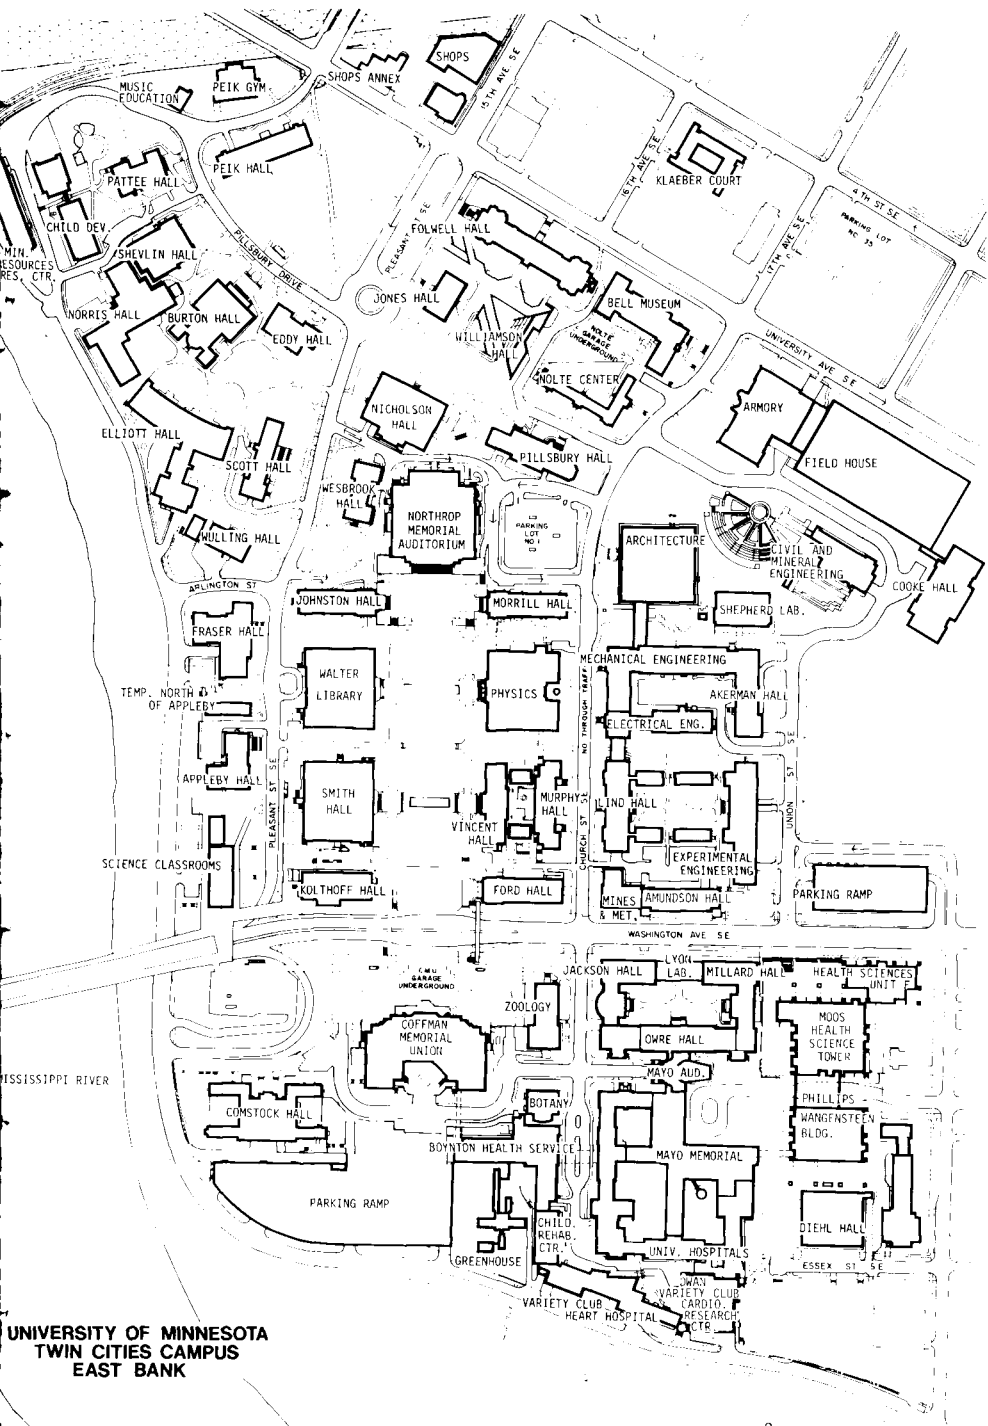 SHOPS
SHOPS ANNEX
15TH AVE SE
MUSIC
EDUCATION
PEIK GYM
PEIK HALL
PATTEE HALL
16TH AVE SE
KLAEBER COURT
4TH ST SE
PARKING LOT
NC 33
17TH AVE SE
CHILD DEV.
PLEASANT ST SE
FOLWELL HALL
MIN.
RESOURCES
RES. CTR.
SHEVLIN HALL
PILLSBURY DRIVE
NORRIS HALL
BURTON HALL
EDDY HALL
JONES HALL
BELL MUSEUM
WILLIAMSON
HALL
NOLTE
GARAGE
UNDERGROUND
UNIVERSITY AVE SE
NOLTE CENTER
NICHOLSON
HALL
ARMORY
ELLIOTT HALL
SCOTT HALL
PILLSBURY HALL
FIELD HOUSE
WESBROOK
HALL
NORTHROP
MEMORIAL
AUDITORIUM
PARKING
LOT
NO 1
WULLING HALL
ARCHITECTURE
CIVIL AND
MINERAL
ENGINEERING
COOKE HALL
ARLINGTON ST
JOHNSTON HALL
MORRILL HALL
SHEPHERD LAB.
FRASER HALL
WALTER
LIBRARY
PHYSICS
MECHANICAL ENGINEERING
AKERMAN HALL
TEMP. NORTH
OF APPLEBY
NO THROUGH TRAFF.
ELECTRICAL ENG.
APPLEBY HALL
PLEASANT ST SE
SMITH
HALL
VINCENT
HALL
MURPHY
HALL
LIND HALL
UNION ST SE
CHURCH ST SE
EXPERIMENTAL
ENGINEERING
SCIENCE CLASSROOMS
KOLTHOFF HALL
FORD HALL
MINES
& MET.
AMUNDSON HALL
PARKING RAMP
WASHINGTON AVE SE
C M U
GARAGE
UNDERGROUND
JACKSON HALL
LYON
LAB.
MILLARD HALL
HEALTH SCIENCES
UNIT F
ZOOLOGY
COFFMAN
MEMORIAL
UNION
OWRE HALL
MOOS
HEALTH
SCIENCE
TOWER
MISSISSIPPI RIVER
MAYO AUD.
COMSTOCK HALL
BOTANY
PHILLIPS
WANGENSTEEN
BLDG.
BOYNTON HEALTH SERVICE
MAYO MEMORIAL
PARKING RAMP
CHILD.
REHAB.
CTR.
DIEHL HALL
GREENHOUSE
UNIV. HOSPITALS
ESSEX ST SE
VARIETY CLUB
HEART HOSPITAL
DWAN
VARIETY CLUB
CARDIO.
RESEARCH
CTR.
UNIVERSITY OF MINNESOTA
TWIN CITIES CAMPUS
EAST BANK